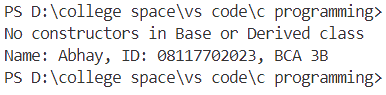 PS D:\college space\vs code\c programming>
No constructors in Base or Derived class
Name: Abhay, ID: 08117702023, BCA 3B
PS D:\college space\vs code\c programming>